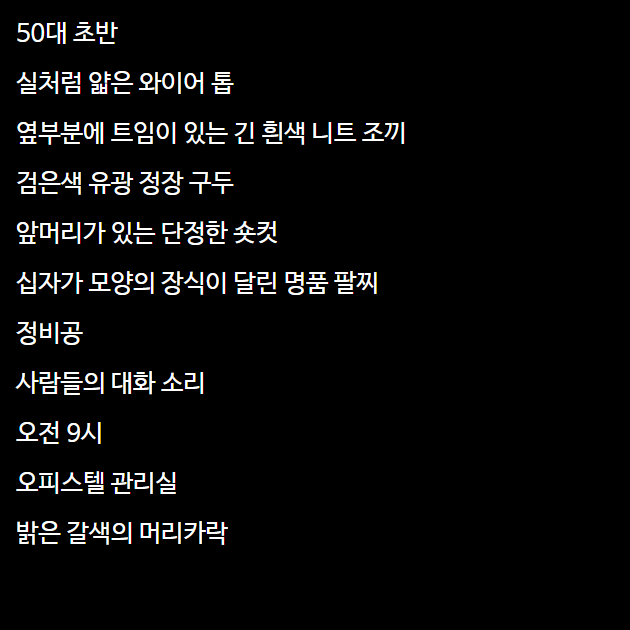 50대 초반
실처럼 얇은 와이어 톱
옆부분에 트임이 있는 긴 흰색 니트 조끼
검은색 유광 정장 구두
앞머리가 있는 단정한 숏컷
십자가 모양의 장식이 달린 명품 팔찌
정비공
사람들의 대화 소리
오전 9시
오피스텔 관리실
밝은 갈색의 머리카락